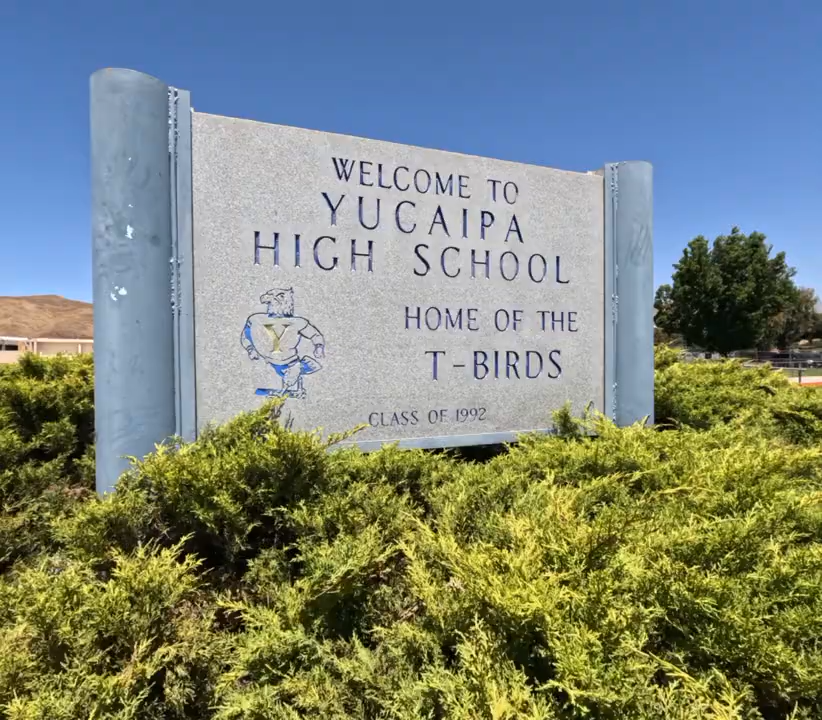 WELCOME TO
YUCAIPA
HIGH SCHOOL
HOME OF THE
T-BIRDS
Y
CLASS OF 1992